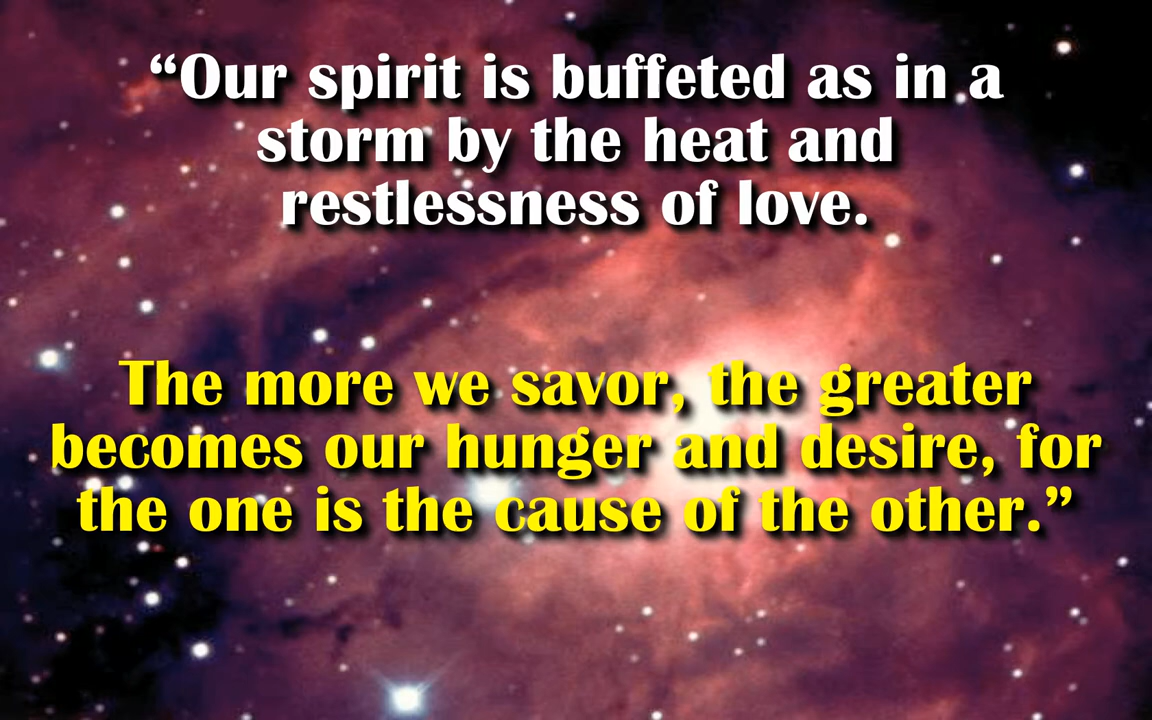 “Our spirit is buffeted as in a
storm by the heat and
restlessness of love.
The more we savor, the greater
becomes our hunger and desire, for
the one is the cause of the other.”